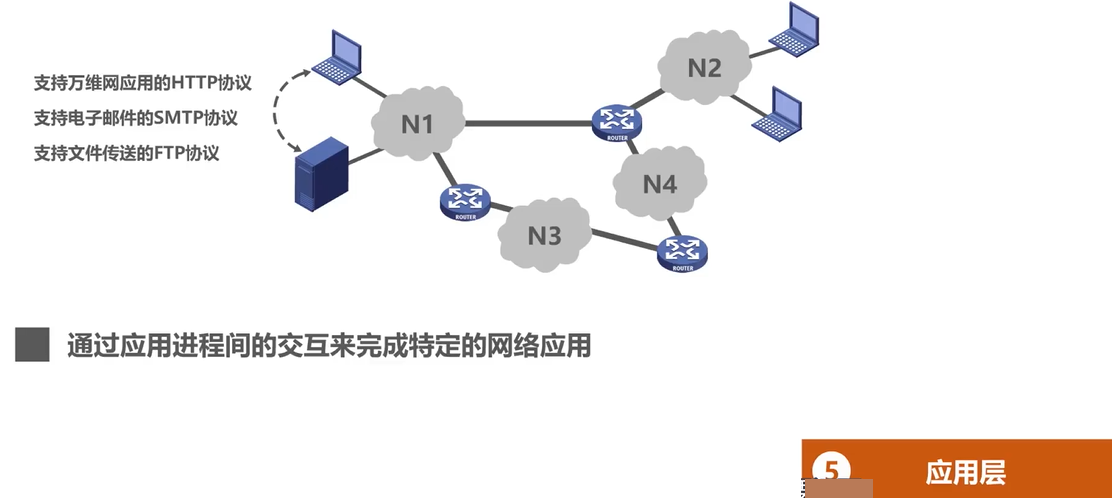 支持万维网应用的HTTP协议
支持电子邮件的SMTP协议
支持文件传送的FTP协议
N1
N2
ROUTER
N4
ROUTER
N3
ROUTER
通过应用进程间的交互来完成特定的网络应用
5 应用层